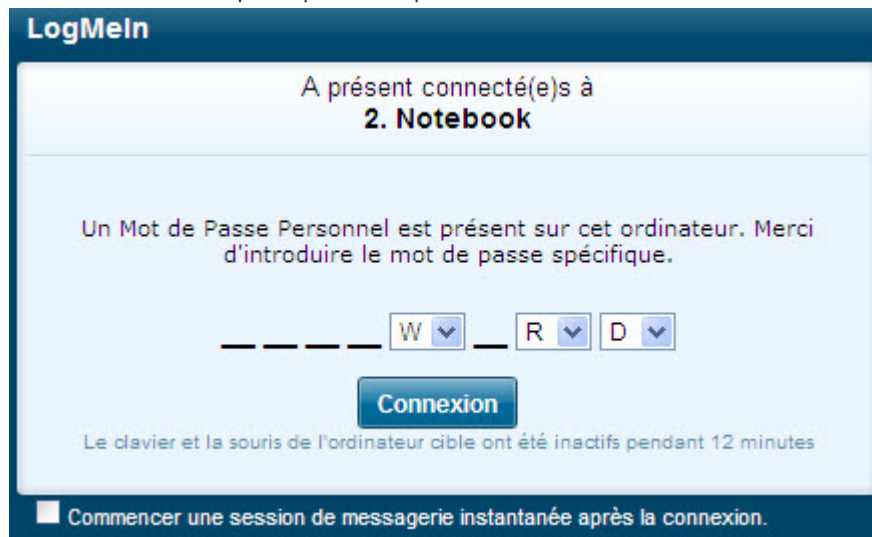 LogMeIn
A présent connecté(e)s à
2. Notebook
Un Mot de Passe Personnel est présent sur cet ordinateur. Merci
d'introduire le mot de passe spécifique.
_ _ _ _ W _ R D
Connexion
Le clavier et la souris de l'ordinateur cible ont été inactifs pendant 12 minutes
Commencer une session de messagerie instantanée après la connexion.